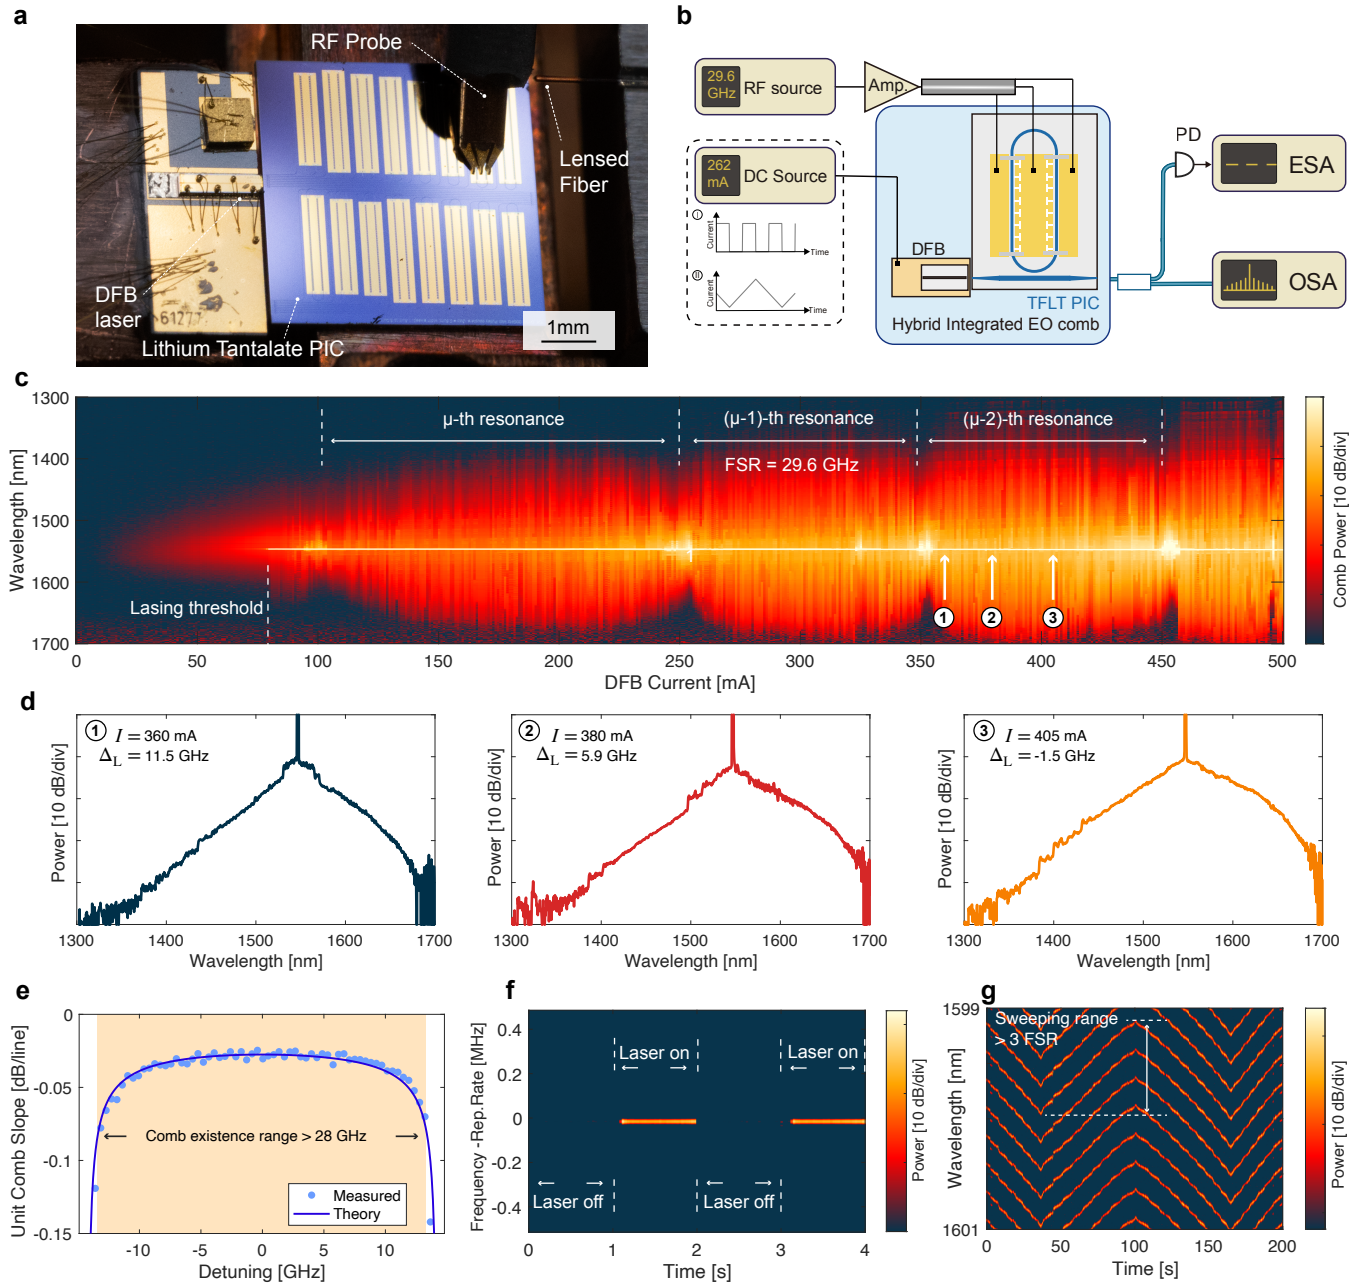 a
RF Probe
Lensed
Fiber
DFB
laser
61277
Lithium Tantalate PIC
1mm
b
29.6
GHz
RF source
Amp.
262
mA
DC Source
I
Current
Time
II
Current
Time
DFB
TFLT PIC
Hybrid Integrated EO comb
PD
ESA
OSA
c
1300
1400
1500
1600
1700
Wavelength [nm]
μ-th resonance
(μ-1)-th resonance
(μ-2)-th resonance
FSR = 29.6 GHz
Lasing threshold
1
2
3
0
50
100
150
200
250
300
350
400
450
500
DFB Current [mA]
Comb Power [10 dB/div]
d
1
I = 360 mA
ΔL = 11.5 GHz
Power [10 dB/div]
1300
1400
1500
1600
1700
Wavelength [nm]
2
I = 380 mA
ΔL = 5.9 GHz
Power [10 dB/div]
1300
1400
1500
1600
1700
Wavelength [nm]
3
I = 405 mA
ΔL = -1.5 GHz
Power [10 dB/div]
1300
1400
1500
1600
1700
Wavelength [nm]
e
0
-0.05
-0.1
-0.15
Unit Comb Slope [dB/line]
Comb existence range > 28 GHz
Measured
Theory
-10
-5
0
5
10
Detuning [GHz]
f
0.4
0.2
0
-0.2
-0.4
Frequency -Rep.Rate [MHz]
Laser on
Laser on
Laser off
Laser off
0
1
2
3
4
Time [s]
Power [10 dB/div]
g
1599
1601
Wavelength [nm]
Sweeping range
> 3 FSR
0
50
100
150
200
Time [s]
Power [10 dB/div]